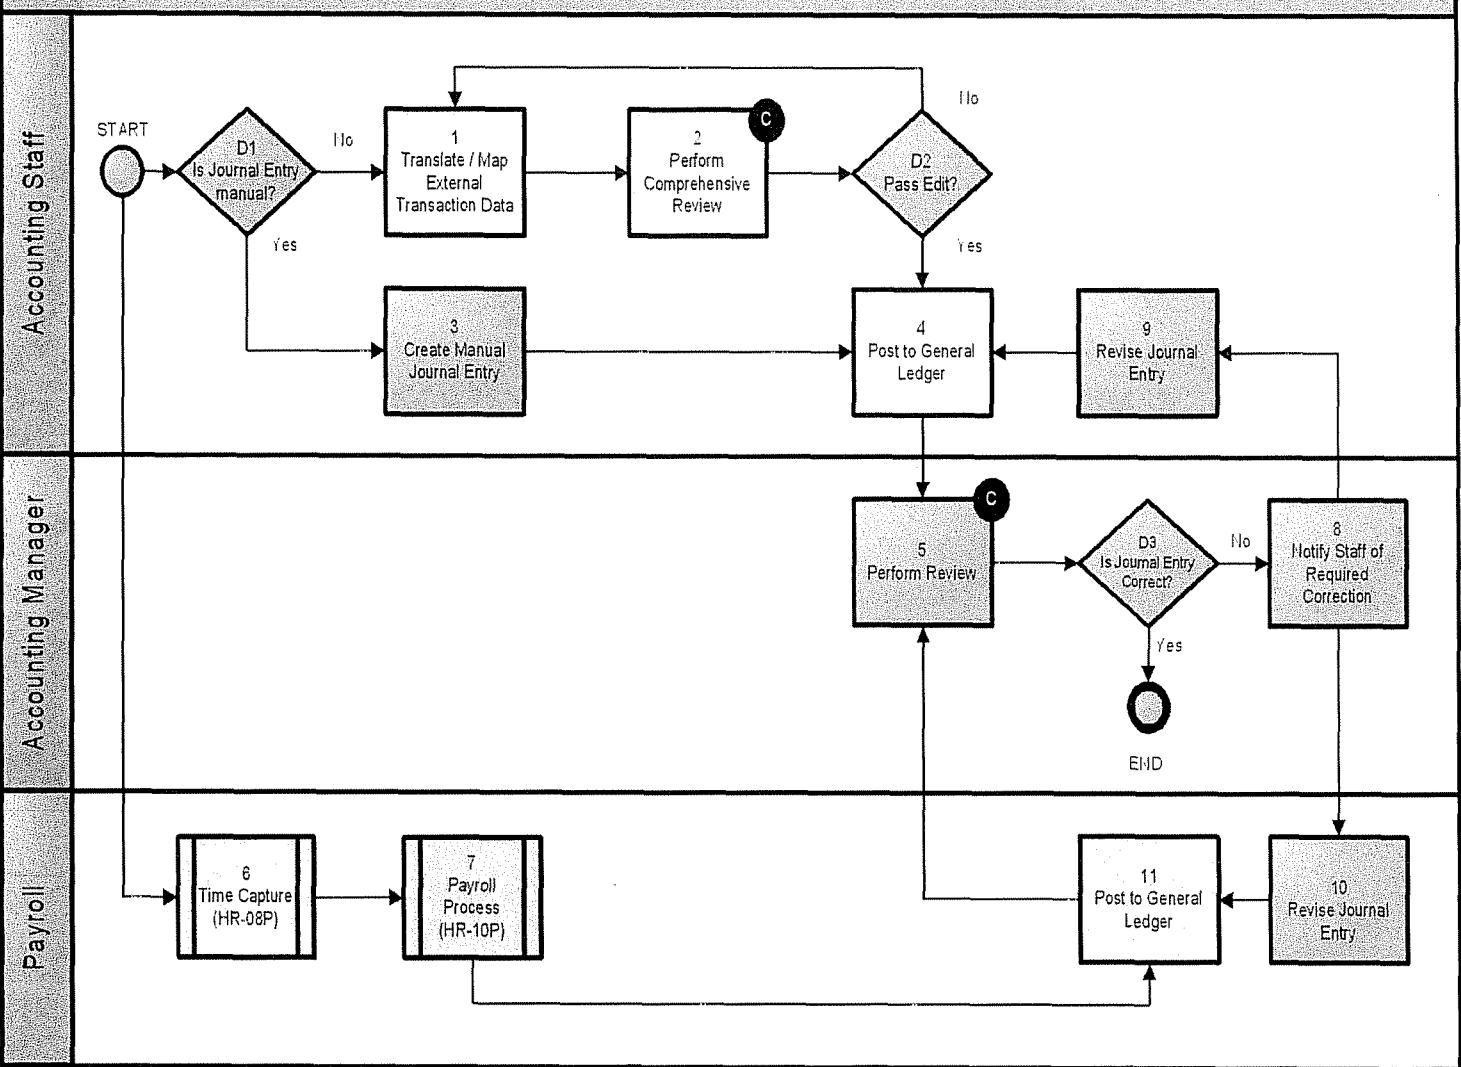 Accounting Staff
START
D1
Is Journal Entry
manual?
No
Yes
1
Translate / Map
External
Transaction Data
2
Perform
Comprehensive
Review
C
D2
Pass Edit?
No
Yes
3
Create Manual
Journal Entry
4
Post to General
Ledger
9
Revise Journal
Entry
Accounting Manager
5
Perform Review
C
D3
Is Journal Entry
Correct?
No
Yes
END
8
Notify Staff of
Required
Correction
Payroll
6
Time Capture
(HR-08P)
7
Payroll
Process
(HR-10P)
11
Post to General
Ledger
10
Revise Journal
Entry